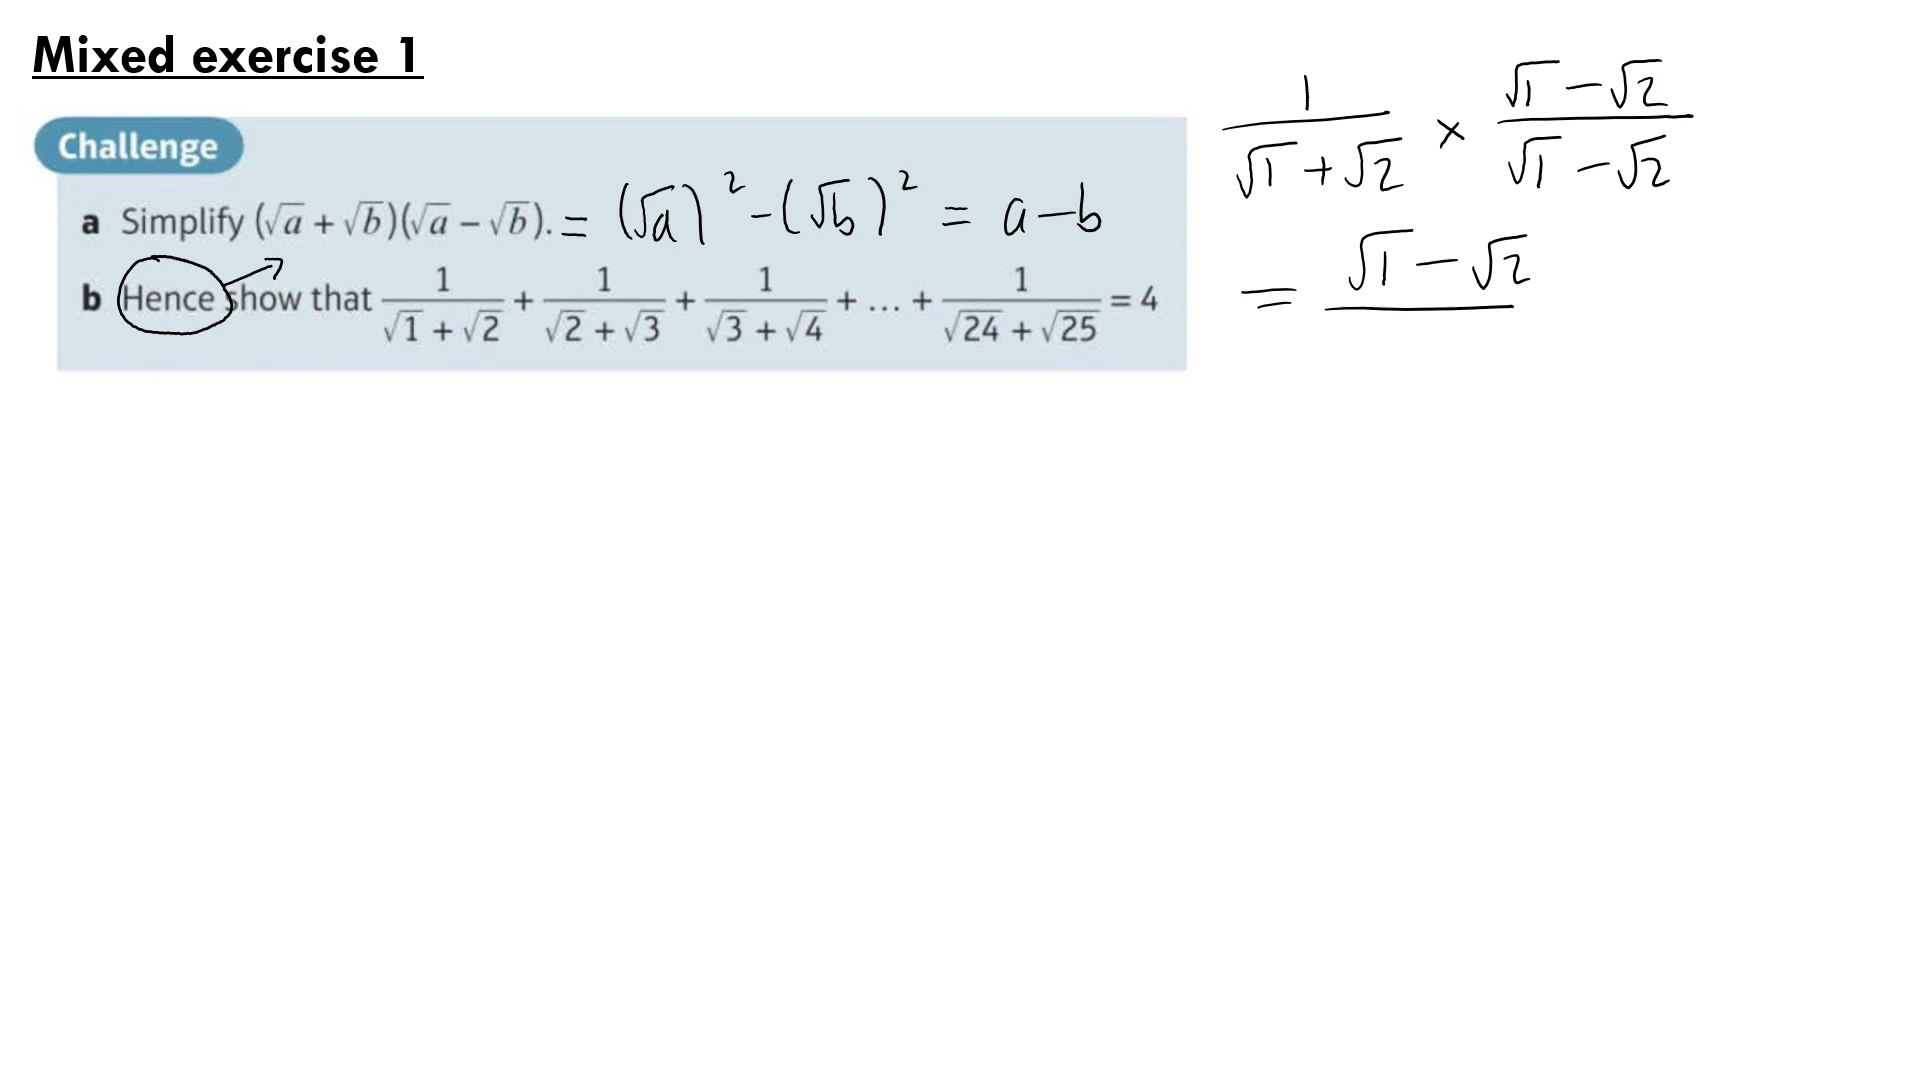 Mixed exercise 1
Challenge
a Simplify (√a + √b)(√a − √b). = (√a)² − (√b)² = a − b
b Hence show that 1/(√1 + √2) + 1/(√2 + √3) + 1/(√3 + √4) + ... + 1/(√24 + √25) = 4
1/(√1 + √2) × (√1 − √2)/(√1 − √2)
= √1 − √2